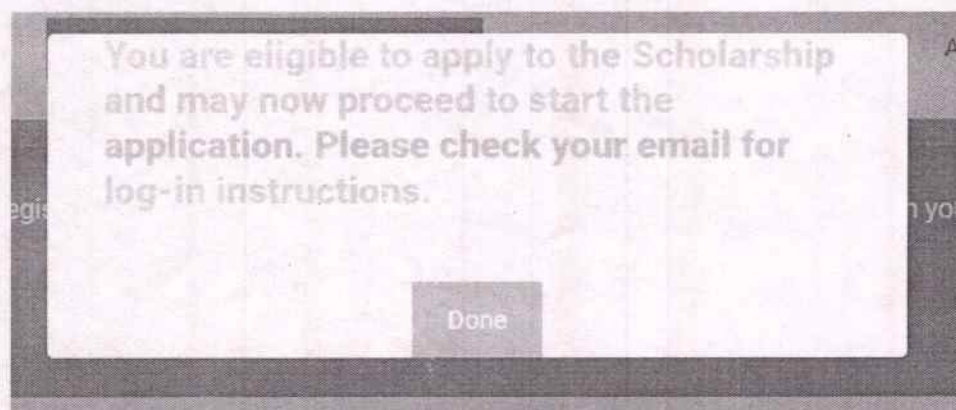 You are eligible to apply to the Scholarship
and may now proceed to start the
application. Please check your email for
log-in instructions.
Done